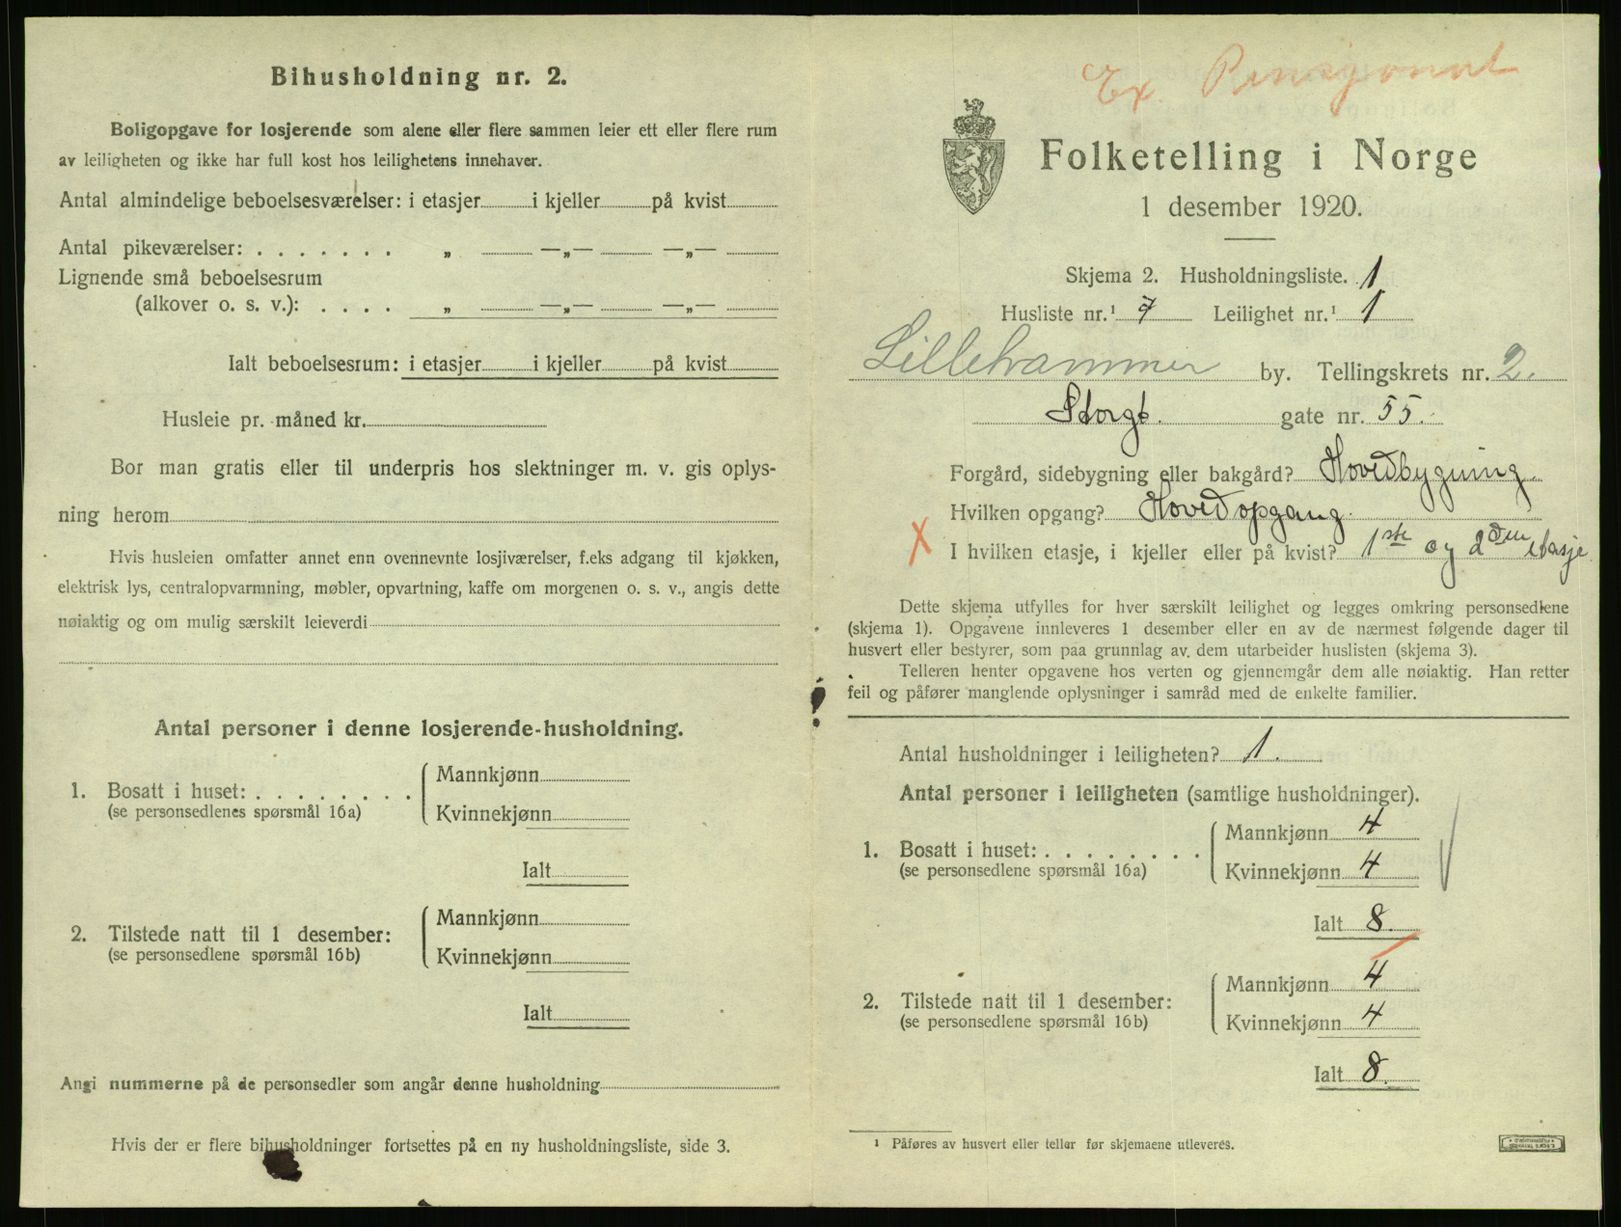 Bihusholdning nr. 2.
Boligopgave for losjerende som alene eller flere sammen leier ett eller flere rum
av leiligheten og ikke har full kost hos leilighetens innehaver.
Antal almindelige beboelsesværelser: i etasjer i kjeller på kvist
Antal pikeværelser: . . . . . . . „ —„— —„—
Lignende små beboelsesrum
(alkover o. s. v.): . . . . „ —„— —„—
Ialt beboelsesrum: i etasjer i kjeller på kvist
Husleie pr. måned kr.
Bor man gratis eller til underpris hos slektninger m. v. gis oplys-
ning herom
Hvis husleien omfatter annet enn ovennevnte losjiværelser, f.eks adgang til kjøkken,
elektrisk lys, centralopvarmning, møbler, opvartning, kaffe om morgenen o. s. v., angis dette
nøiaktig og om mulig særskilt leieverdi
Antal personer i denne losjerende-husholdning.
1. Bosatt i huset: . . . . . . . .
(se personsedlenes spørsmål 16a)
Mannkjønn
Kvinnekjønn
Ialt
2. Tilstede natt til 1 desember:
(se personsedlene spørsmål 16b)
Mannkjønn
Kvinnekjønn
Ialt
Angi nummerne på de personsedler som angår denne husholdning
Hvis der er flere bihusholdninger fortsettes på en ny husholdningsliste, side 3.
Ex. Pensjonat
Folketelling i Norge
1 desember 1920.
Skjema 2. Husholdningsliste. 1
Husliste nr.¹ 7 Leilighet nr.¹ 1
Lillehammer by. Tellingskrets nr. 2.
Storgt. gate nr. 55.
Forgård, sidebygning eller bakgård? Hovedbygning.
Hvilken opgang? Hovedopgang.
X I hvilken etasje, i kjeller eller på kvist? 1ste og 2den etasje
Dette skjema utfylles for hver særskilt leilighet og legges omkring personsedlene
(skjema 1). Opgavene innleveres 1 desember eller en av de nærmest følgende dager til
husvert eller bestyrer, som paa grunnlag av dem utarbeider huslisten (skjema 3).
Telleren henter opgavene hos verten og gjennemgår dem alle nøiaktig. Han retter
feil og påfører manglende oplysninger i samråd med de enkelte familier.
Antal husholdninger i leiligheten? 1.
Antal personer i leiligheten (samtlige husholdninger).
1. Bosatt i huset: . . . . . . . .
(se personsedlene spørsmål 16a)
Mannkjønn 4
Kvinnekjønn 4
Ialt 8.
2. Tilstede natt til 1 desember:
(se personsedlene spørsmål 16b)
Mannkjønn 4
Kvinnekjønn 4
Ialt 8.
¹ Påføres av husvert eller teller før skjemaene utleveres.